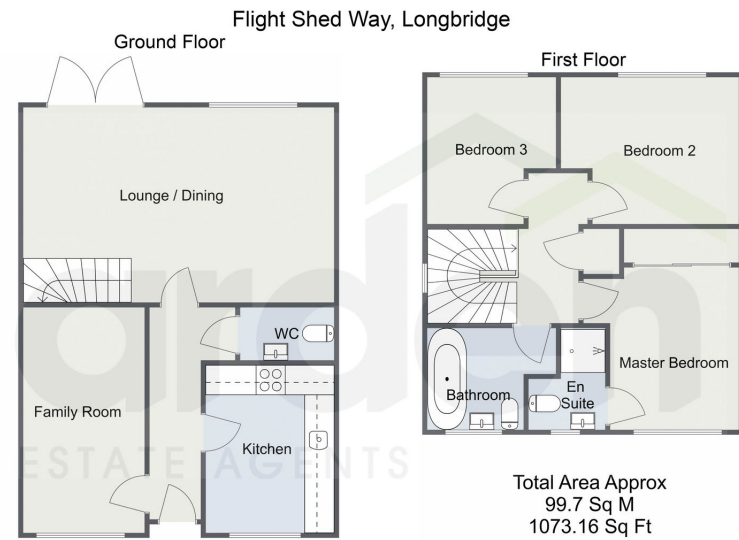 Flight Shed Way, Longbridge
Ground Floor
First Floor
Lounge / Dining
WC
Family Room
Kitchen
Bedroom 3
Bedroom 2
Master Bedroom
Bathroom
En
Suite
arden
ESTATE AGENTS
Total Area Approx
99.7 Sq M
1073.16 Sq Ft